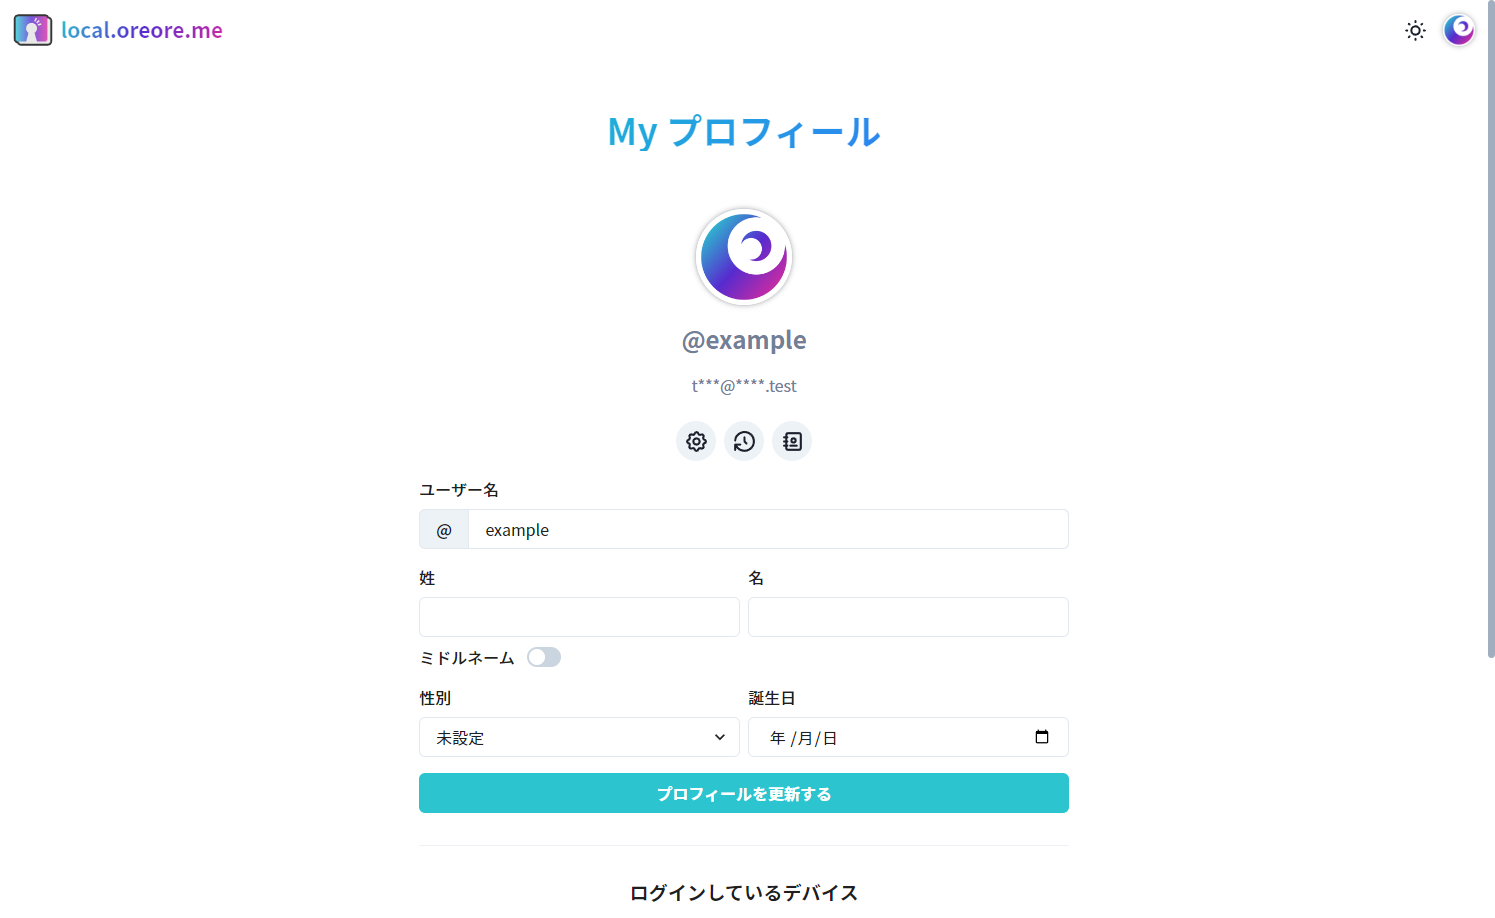 local.oreore.me
My プロフィール
@example
t***@****.test
ユーザー名
@ example
姓 名
ミドルネーム
性別 誕生日
未設定 年 /月/日
プロフィールを更新する
ログインしているデバイス